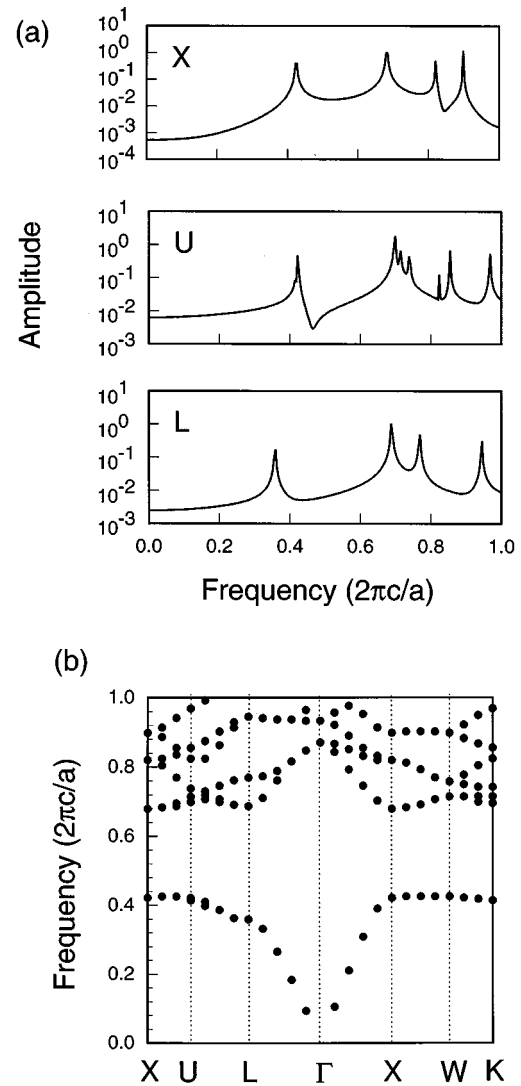 (a)
X
10^1
10^0
10^-1
10^-2
10^-3
10^-4
U
10^1
10^0
10^-1
10^-2
10^-3
Amplitude
L
10^1
10^0
10^-1
10^-2
10^-3
0.0 0.2 0.4 0.6 0.8 1.0
Frequency (2πc/a)
(b)
Frequency (2πc/a)
1.0
0.8
0.6
0.4
0.2
0.0
X U L Γ X W K